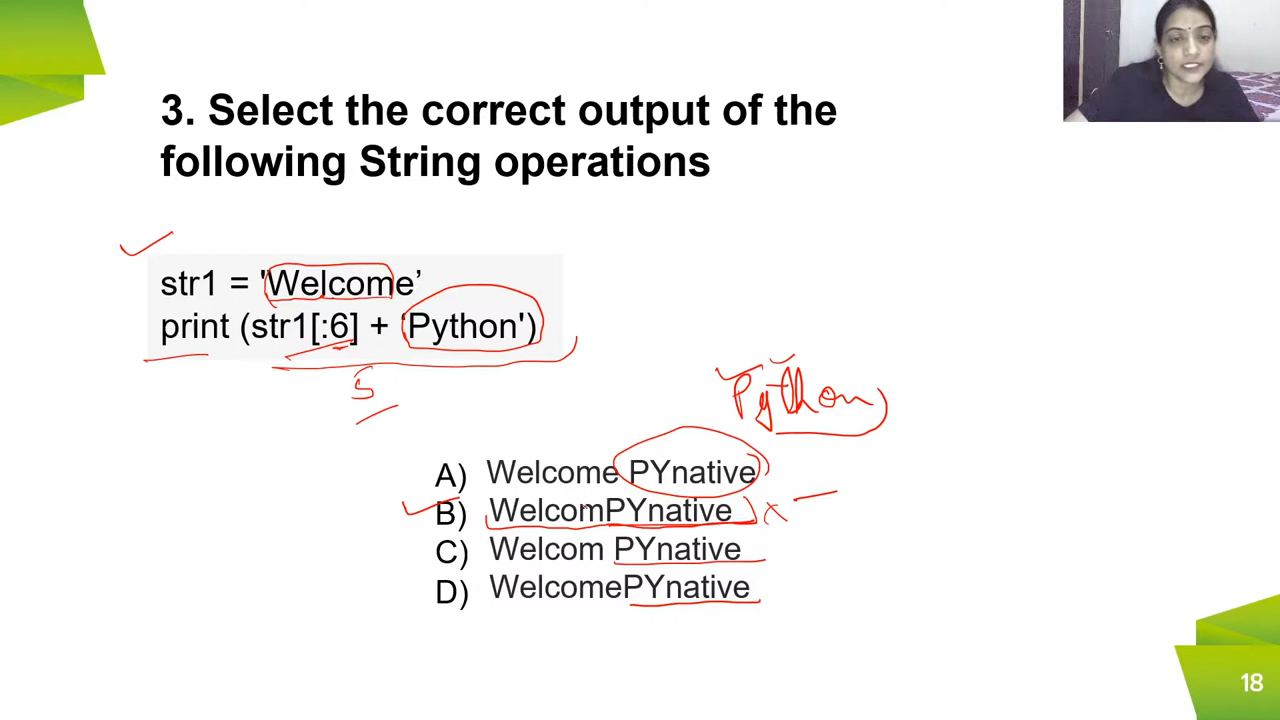 3. Select the correct output of the
following String operations
str1 = 'Welcome’
print (str1[:6] + ‘Python')
5
Python
A) Welcome PYnative
B) WelcomPYnative x
C) Welcom PYnative
D) WelcomePYnative
18